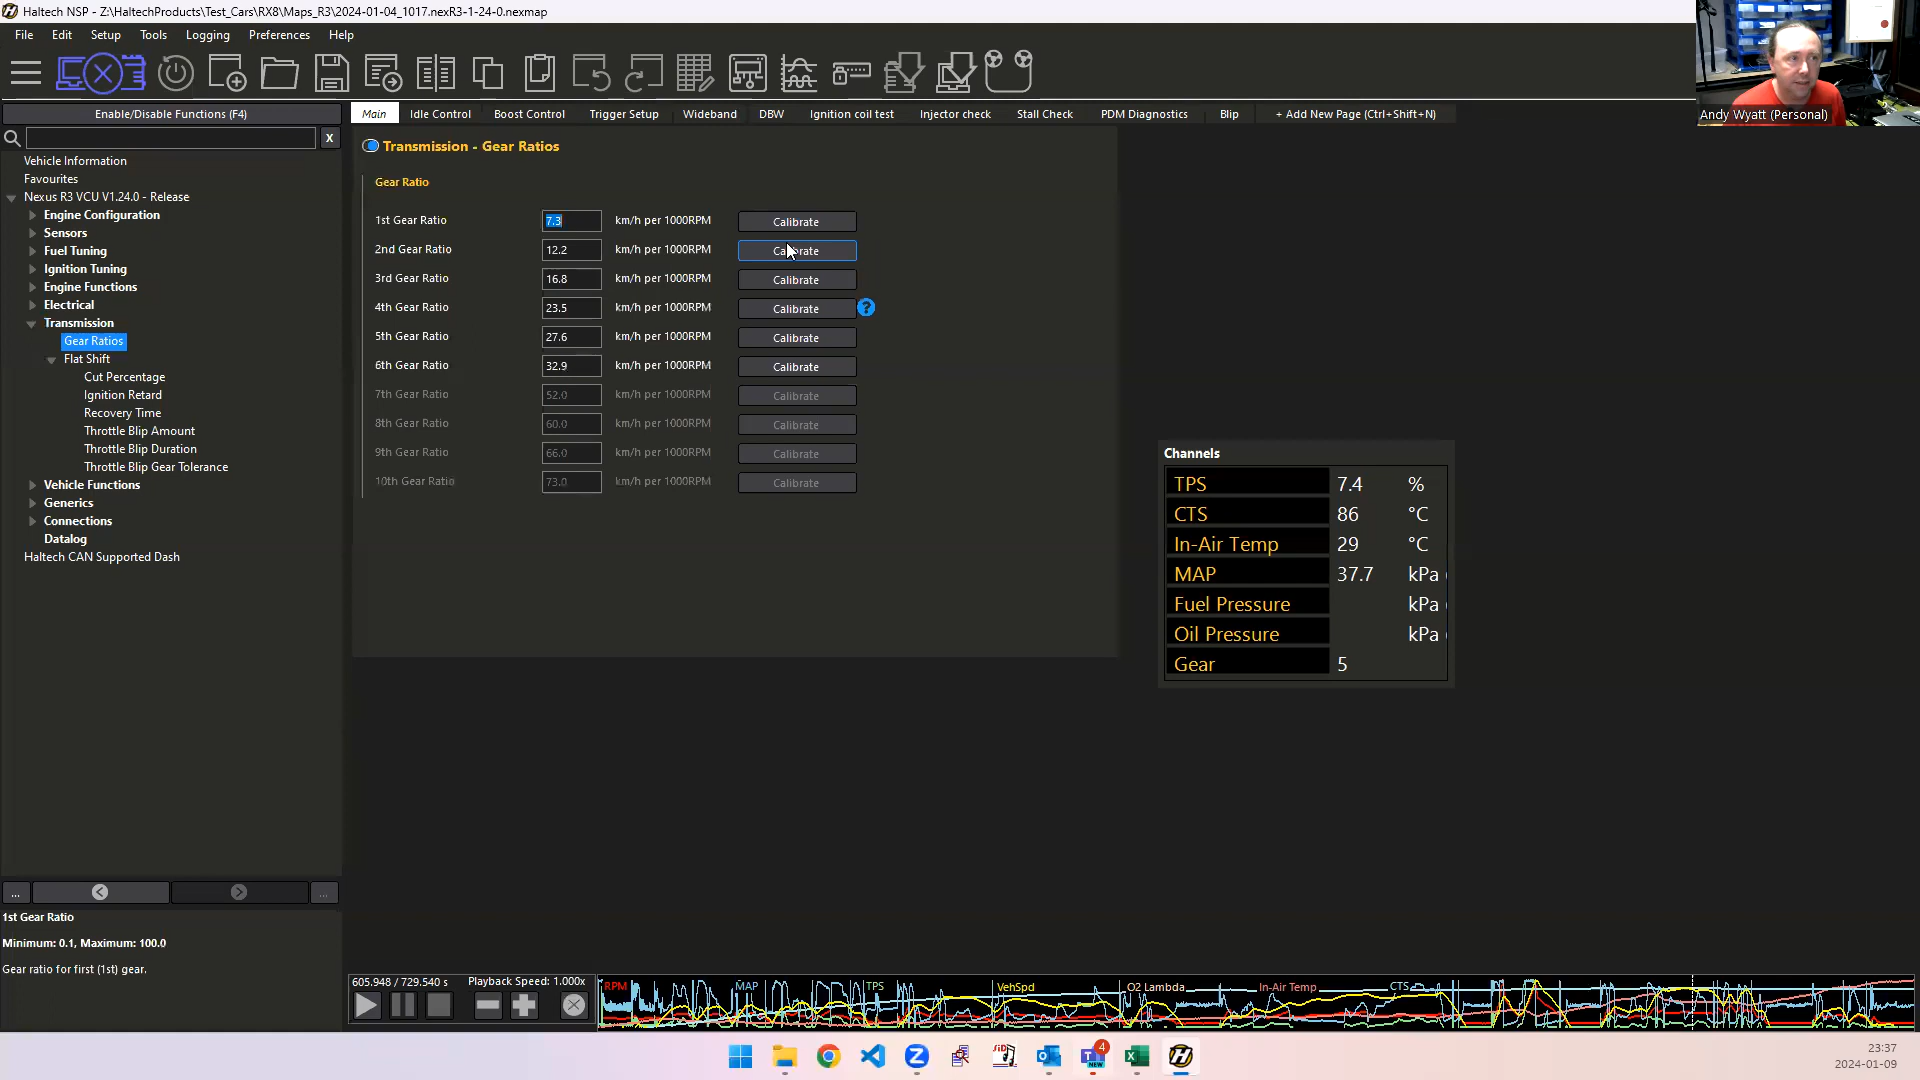 Haltech NSP - Z:\HaltechProducts\Test_Cars\RX8\Maps_R3\2024-01-04_1017.nexR3-1-24-0.nexmap
File Edit Setup Tools Logging Preferences Help
Andy Wyatt (Personal)
Enable/Disable Functions (F4)
X
Vehicle Information
Favourites
Nexus R3 VCU V1.24.0 - Release
Engine Configuration
Sensors
Fuel Tuning
Ignition Tuning
Engine Functions
Electrical
Transmission
Gear Ratios
Flat Shift
Cut Percentage
Ignition Retard
Recovery Time
Throttle Blip Amount
Throttle Blip Duration
Throttle Blip Gear Tolerance
Vehicle Functions
Generics
Connections
Datalog
Haltech CAN Supported Dash
... ...
1st Gear Ratio
Minimum: 0.1, Maximum: 100.0
Gear ratio for first (1st) gear.
Main Idle Control Boost Control Trigger Setup Wideband DBW Ignition coil test Injector check Stall Check PDM Diagnostics Blip + Add New Page (Ctrl+Shift+N)
Transmission - Gear Ratios
Gear Ratio
1st Gear Ratio 7.3 km/h per 1000RPM Calibrate
2nd Gear Ratio 12.2 km/h per 1000RPM Calibrate
3rd Gear Ratio 16.8 km/h per 1000RPM Calibrate
4th Gear Ratio 23.5 km/h per 1000RPM Calibrate ?
5th Gear Ratio 27.6 km/h per 1000RPM Calibrate
6th Gear Ratio 32.9 km/h per 1000RPM Calibrate
7th Gear Ratio 52.0 km/h per 1000RPM Calibrate
8th Gear Ratio 60.0 km/h per 1000RPM Calibrate
9th Gear Ratio 66.0 km/h per 1000RPM Calibrate
10th Gear Ratio 73.0 km/h per 1000RPM Calibrate
Channels
TPS 7.4 %
CTS 86 °C
In-Air Temp 29 °C
MAP 37.7 kPa (
Fuel Pressure kPa (
Oil Pressure kPa (
Gear 5
605.948 / 729.540 s Playback Speed: 1.000x
RPM MAP TPS VehSpd O2 Lambda In-Air Temp CTS
4
NEW
23:37
2024-01-09